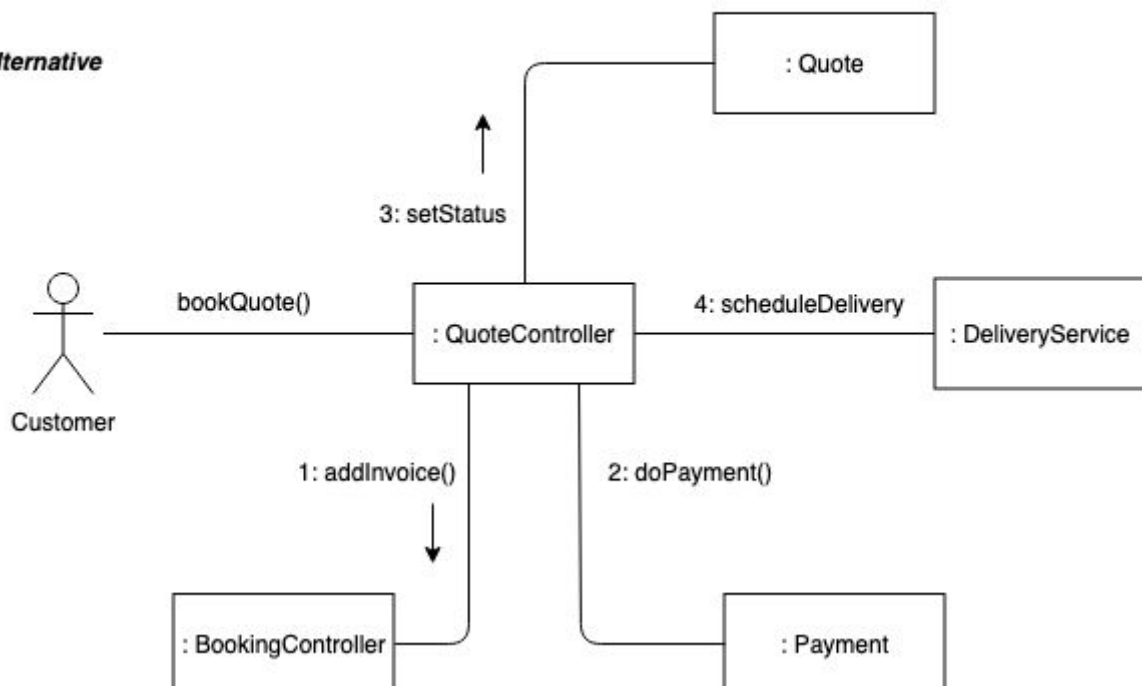 lternative
: Quote
3: setStatus
bookQuote()
4: scheduleDelivery
: QuoteController
: DeliveryService
Customer
1: addInvoice()
2: doPayment()
: BookingController
: Payment